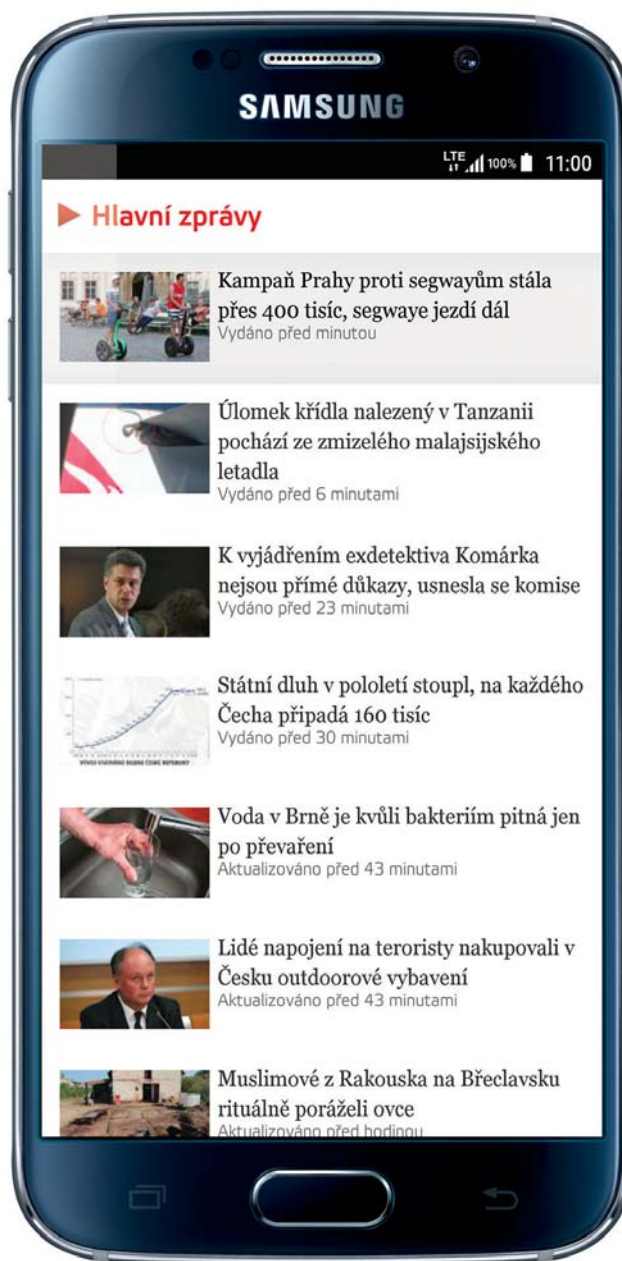 SAMSUNG
LTE 100% 11:00
Hlavní zprávy
Kampaň Prahy proti segwayům stála
přes 400 tisíc, segwaye jezdí dál
Vydáno před minutou
Úlomek křídla nalezený v Tanzanii
pochází ze zmizelého malajsijského
letadla
Vydáno před 6 minutami
K vyjádřením exdetektiva Komárka
nejsou přímé důkazy, usnesla se komise
Vydáno před 23 minutami
Státní dluh v pololetí stoupl, na každého
Čecha připadá 160 tisíc
Vydáno před 30 minutami
Voda v Brně je kvůli bakteriím pitná jen
po převaření
Aktualizováno před 43 minutami
Lidé napojení na teroristy nakupovali v
Česku outdoorové vybavení
Aktualizováno před 43 minutami
Muslimové z Rakouska na Břeclavsku
rituálně poráželi ovce
Aktualizováno před hodinou